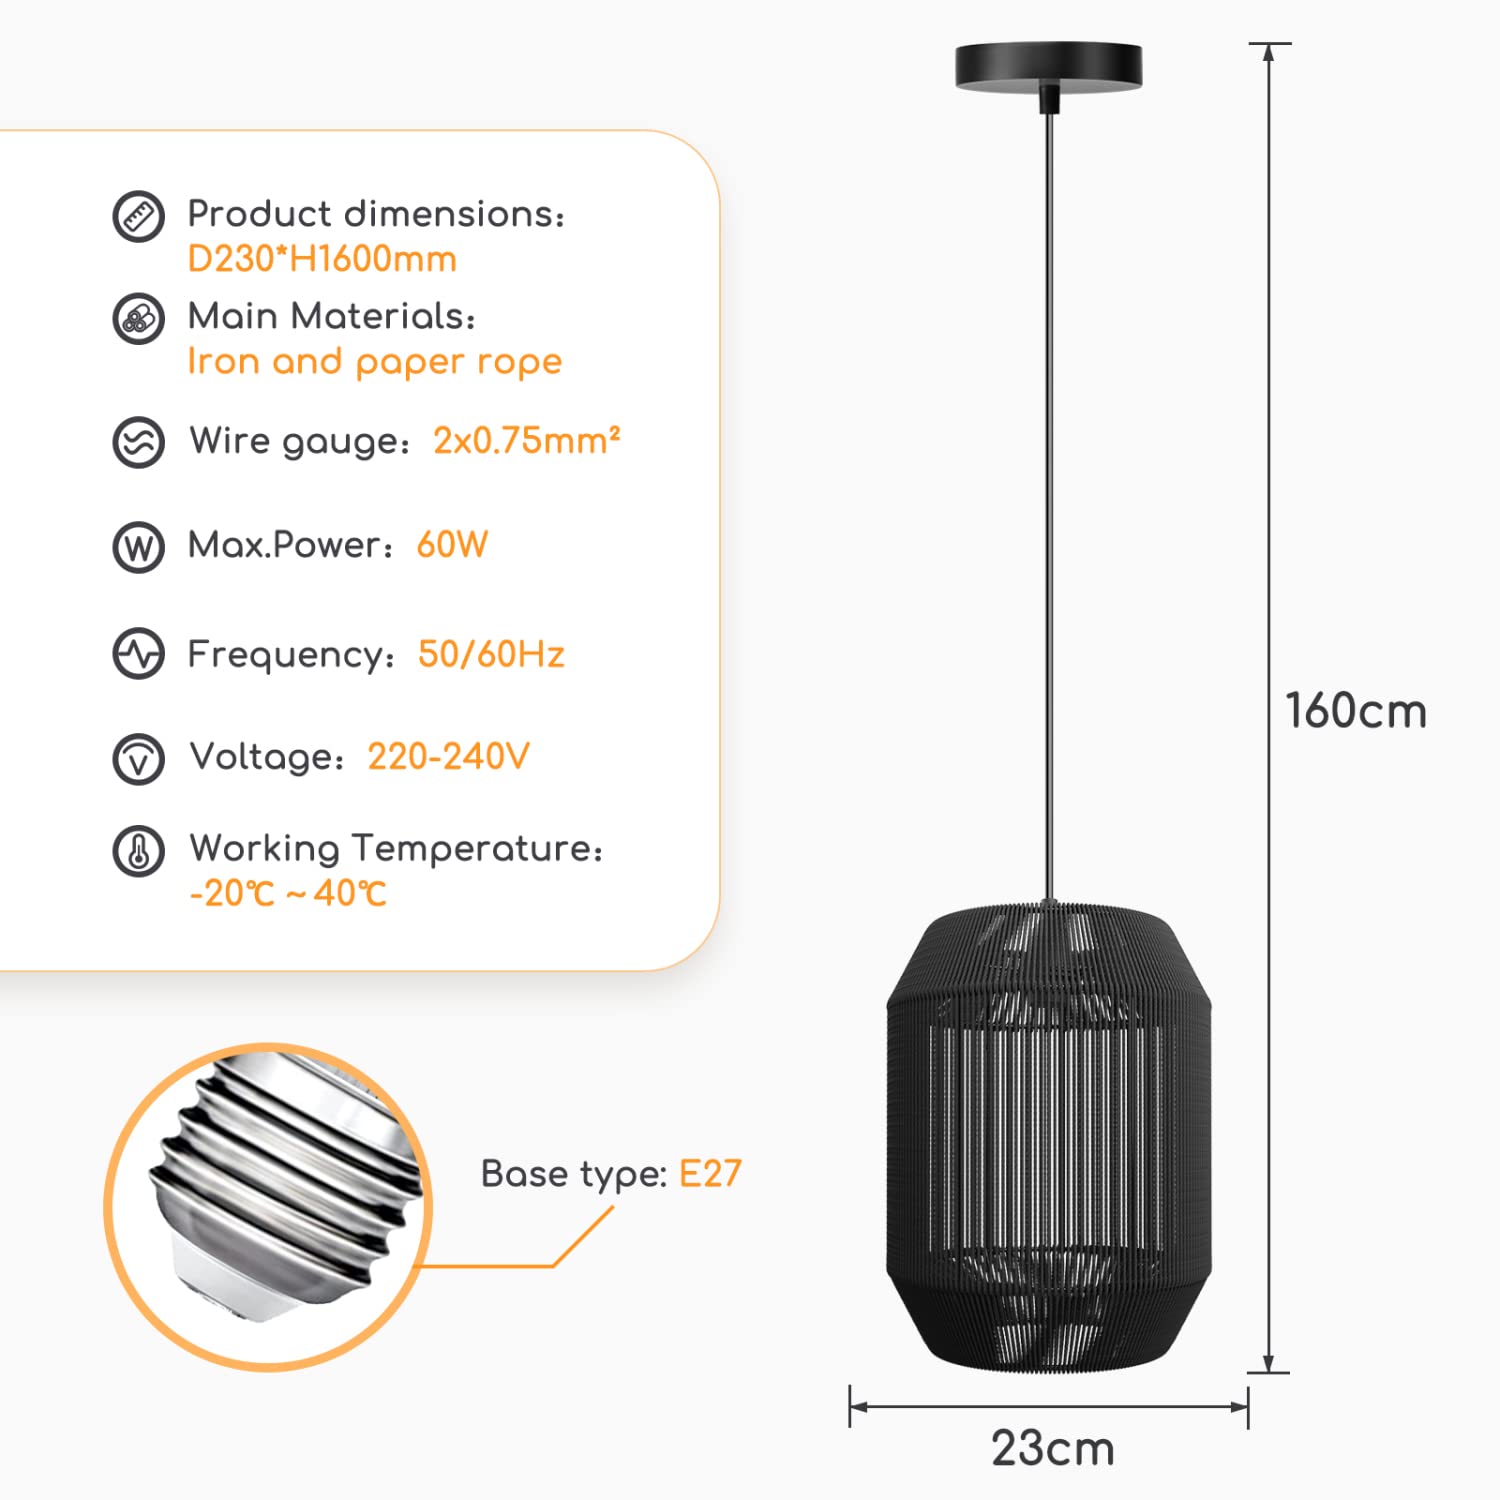 Product dimensions:
D230*H1600mm
Main Materials:
Iron and paper rope
Wire gauge: 2x0.75mm²
W Max.Power: 60W
Frequency: 50/60Hz
V Voltage: 220-240V
Working Temperature:
-20℃ ~ 40℃
Base type: E27
160cm
23cm